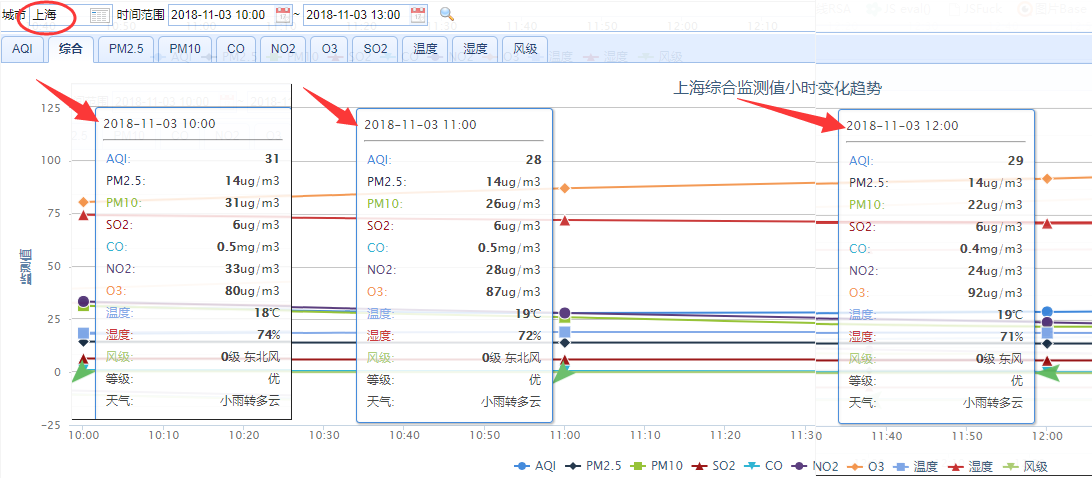 城市 上海 时间范围 2018-11-03 10:00 ~ 2018-11-03 13:00
AQI 综合 PM2.5 PM10 CO NO2 O3 SO2 温度 湿度 风级
上海综合监测值小时变化趋势
监测值
125
100
75
50
25
0
-25
2018-11-03 10:00
AQI: 31
PM2.5: 14ug/m3
PM10: 31ug/m3
SO2: 6ug/m3
CO: 0.5mg/m3
NO2: 33ug/m3
O3: 80ug/m3
温度: 18℃
湿度: 74%
风级: 0级 东北风
等级: 优
天气: 小雨转多云
2018-11-03 11:00
AQI: 28
PM2.5: 14ug/m3
PM10: 26ug/m3
SO2: 6ug/m3
CO: 0.5mg/m3
NO2: 28ug/m3
O3: 87ug/m3
温度: 19℃
湿度: 72%
风级: 0级 东北风
等级: 优
天气: 小雨转多云
2018-11-03 12:00
AQI: 29
PM2.5: 14ug/m3
PM10: 22ug/m3
SO2: 6ug/m3
CO: 0.4mg/m3
NO2: 24ug/m3
O3: 92ug/m3
温度: 19℃
湿度: 71%
风级: 0级 东风
等级: 优
天气: 小雨转多云
10:00 10:10 10:20 10:30 10:40 10:50 11:00 11:10 11:20 11:30 11:40 11:50 12:00
AQI PM2.5 PM10 SO2 CO NO2 O3 温度 湿度 风级